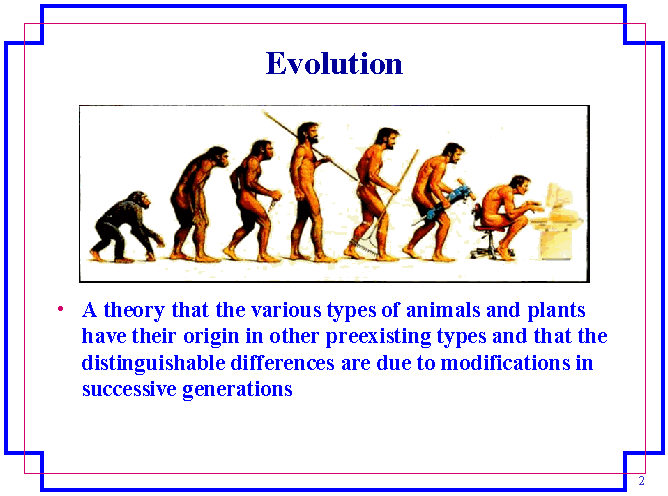 Evolution
• A theory that the various types of animals and plants
have their origin in other preexisting types and that the
distinguishable differences are due to modifications in
successive generations
2